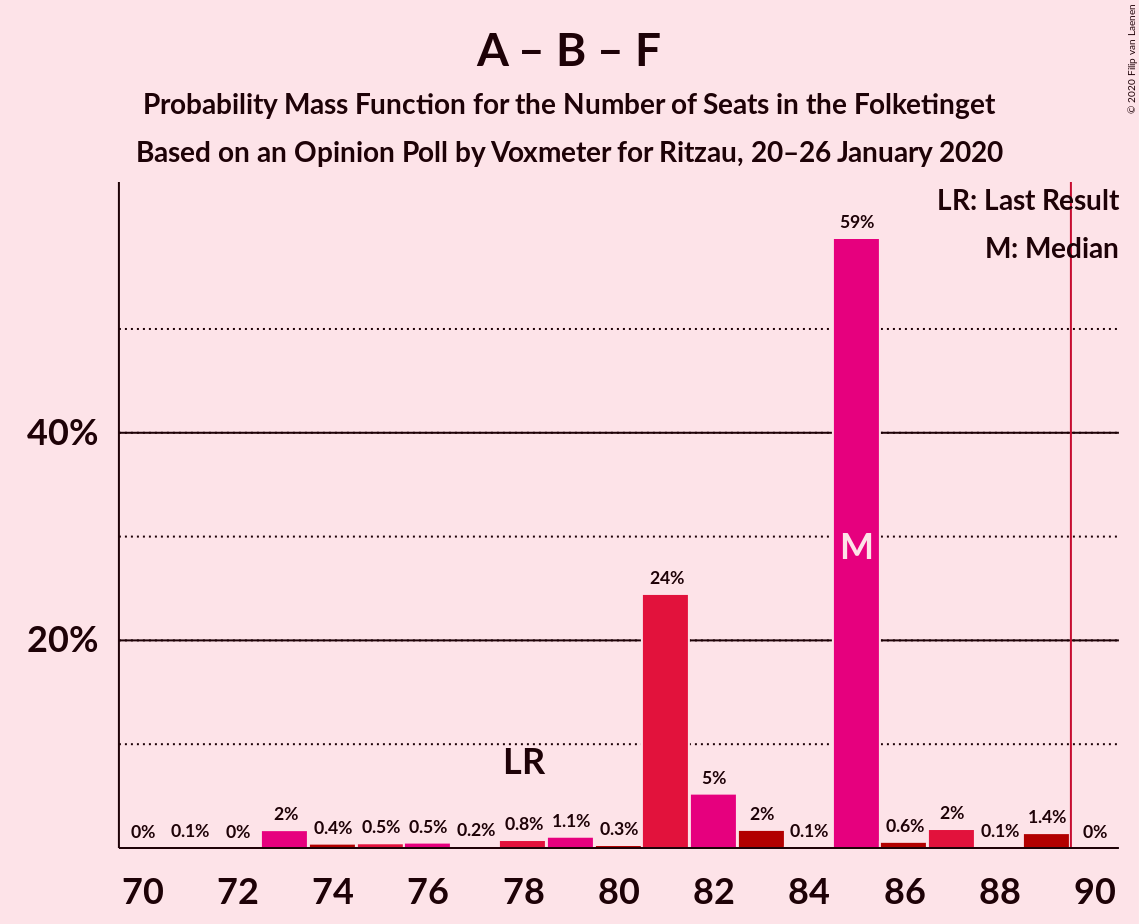 A – B – F
Probability Mass Function for the Number of Seats in the Folketinget
Based on an Opinion Poll by Voxmeter for Ritzau, 20–26 January 2020
© 2020 Filip van Laenen
LR: Last Result
M: Median
59%
40%
M
24%
20%
LR
5%
0% 0.1% 0% 2% 0.4% 0.5% 0.5% 0.2% 0.8% 1.1% 0.3% 2% 0.1% 0.6% 2% 0.1% 1.4% 0%
70 72 74 76 78 80 82 84 86 88 90